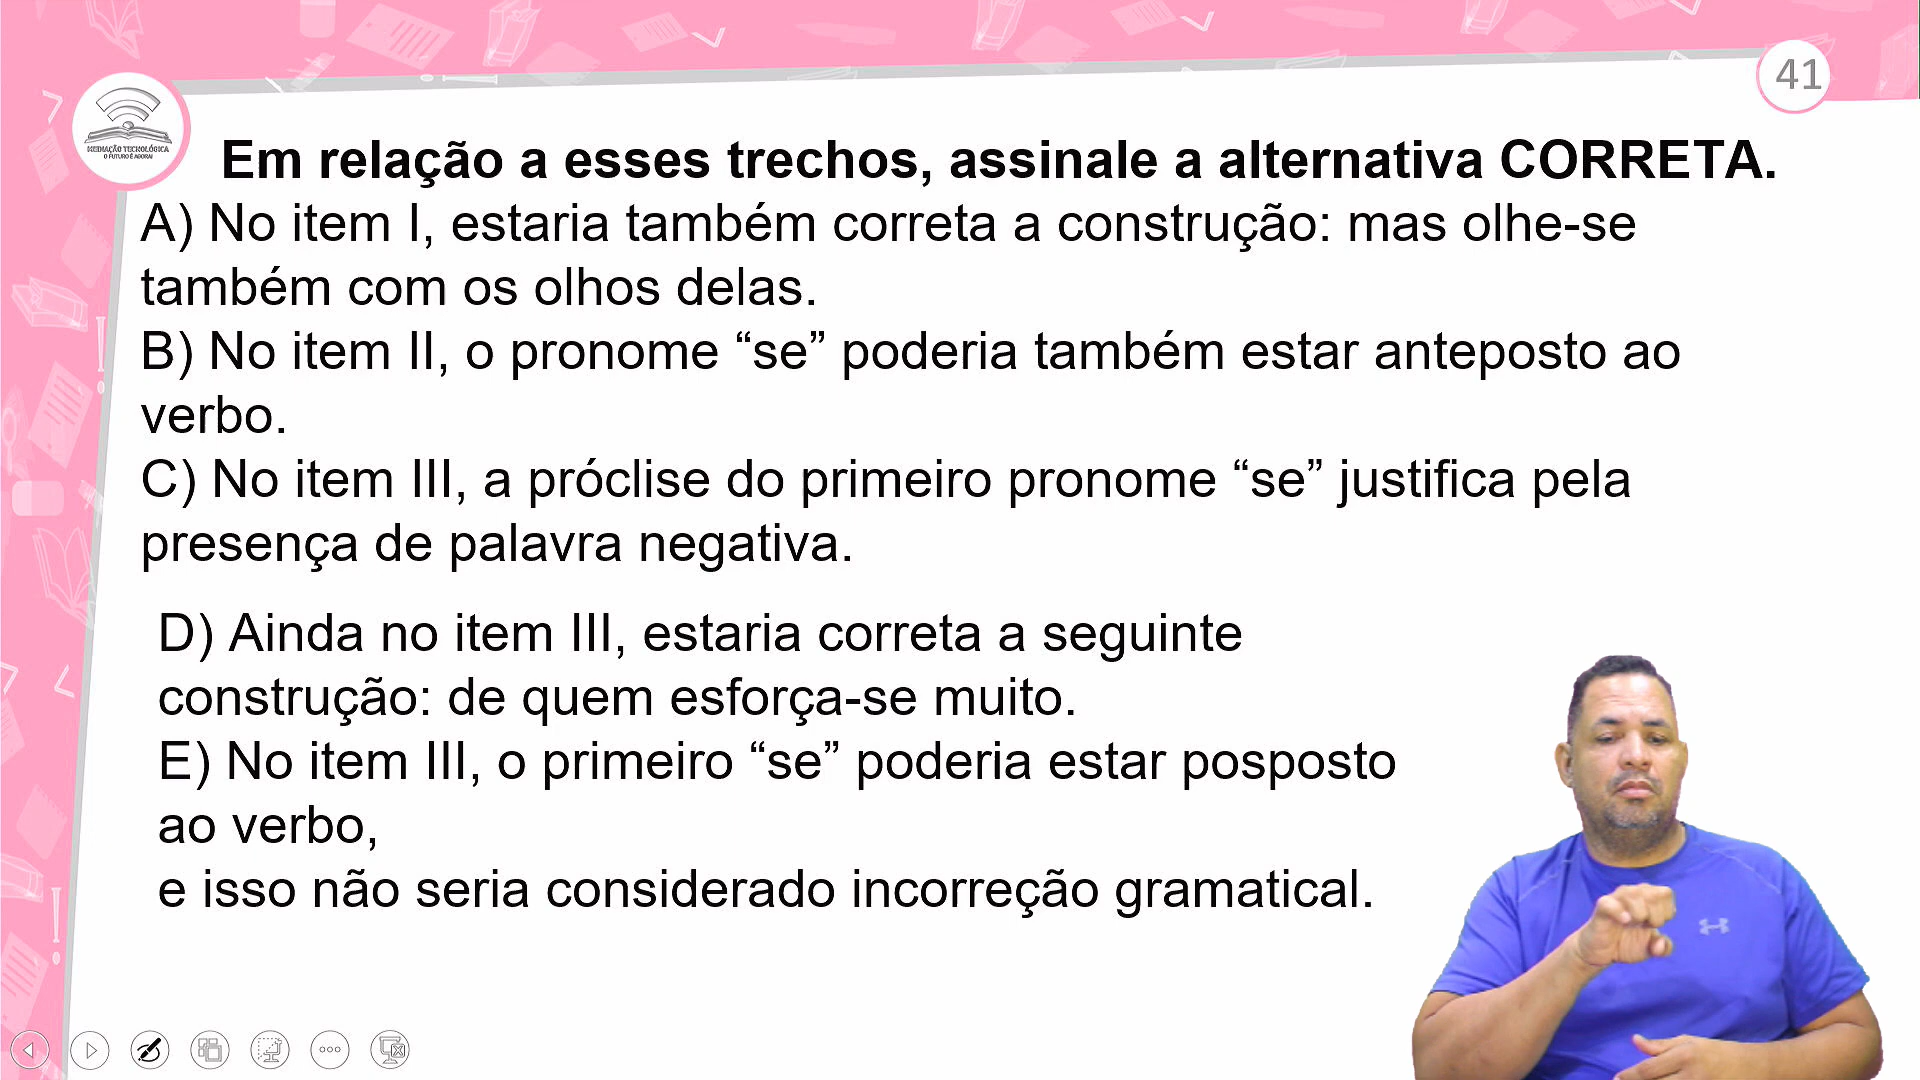 41
MEDIAÇÃO TECNOLÓGICA
O FUTURO É AGORA!
Em relação a esses trechos, assinale a alternativa CORRETA.
A) No item I, estaria também correta a construção: mas olhe-se
também com os olhos delas.
B) No item II, o pronome “se” poderia também estar anteposto ao
verbo.
C) No item III, a próclise do primeiro pronome “se” justifica pela
presença de palavra negativa.
D) Ainda no item III, estaria correta a seguinte
construção: de quem esforça-se muito.
E) No item III, o primeiro “se” poderia estar posposto
ao verbo,
e isso não seria considerado incorreção gramatical.